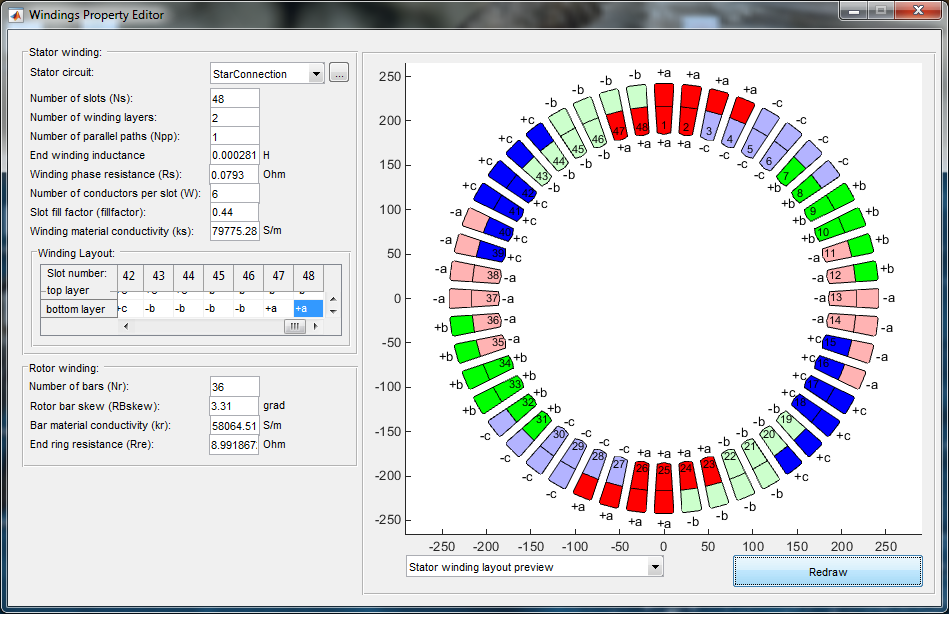 Windings Property Editor
Stator winding:
Stator circuit: StarConnection ...
Number of slots (Ns): 48
Number of winding layers: 2
Number of parallel paths (Npp): 1
End winding inductance 0.000281 H
Winding phase resistance (Rs): 0.0793 Ohm
Number of conductors per slot (W): 6
Slot fill factor (fillfactor): 0.44
Winding material conductivity (ks): 79775.28 S/m
Winding Layout:
Slot number: 42 43 44 45 46 47 48
top layer
bottom layer +c -b -b -b -b +a +a
Rotor winding:
Number of bars (Nr): 36
Rotor bar skew (RBskew): 3.31 grad
Bar material conductivity (kr): 58064.51 S/m
End ring resistance (Rre): 8.991867 Ohm
250
200
150
100
50
0
-50
-100
-150
-200
-250
-250 -200 -150 -100 -50 0 50 100 150 200 250
+a +a +a +a -c -c -c -c +b +b +b +b -a -a -a -a +c +c +c +c -b -b -b -b +a +a +a +a -c -c -c -c +b +b +b +b -a -a -a -a +c +c +c +c -b -b -b -b
1 2 3 4 5 6 7 8 9 10 11 12 13 14 19 20 21 22 23 24 25 26 27 28 29 30 31 32 33 34 35 36 37 38 43 44 45 46 47 48
+a +a -c -c -c -c +b +b +b +b -a -a -a -a +c +c +c +c -b -b -b -b +a +a +a +a -c -c -c -c +b +b +b +b -a -a -a -a +c +c +c +c -b -b -b -b +a +a
Stator winding layout preview
Redraw